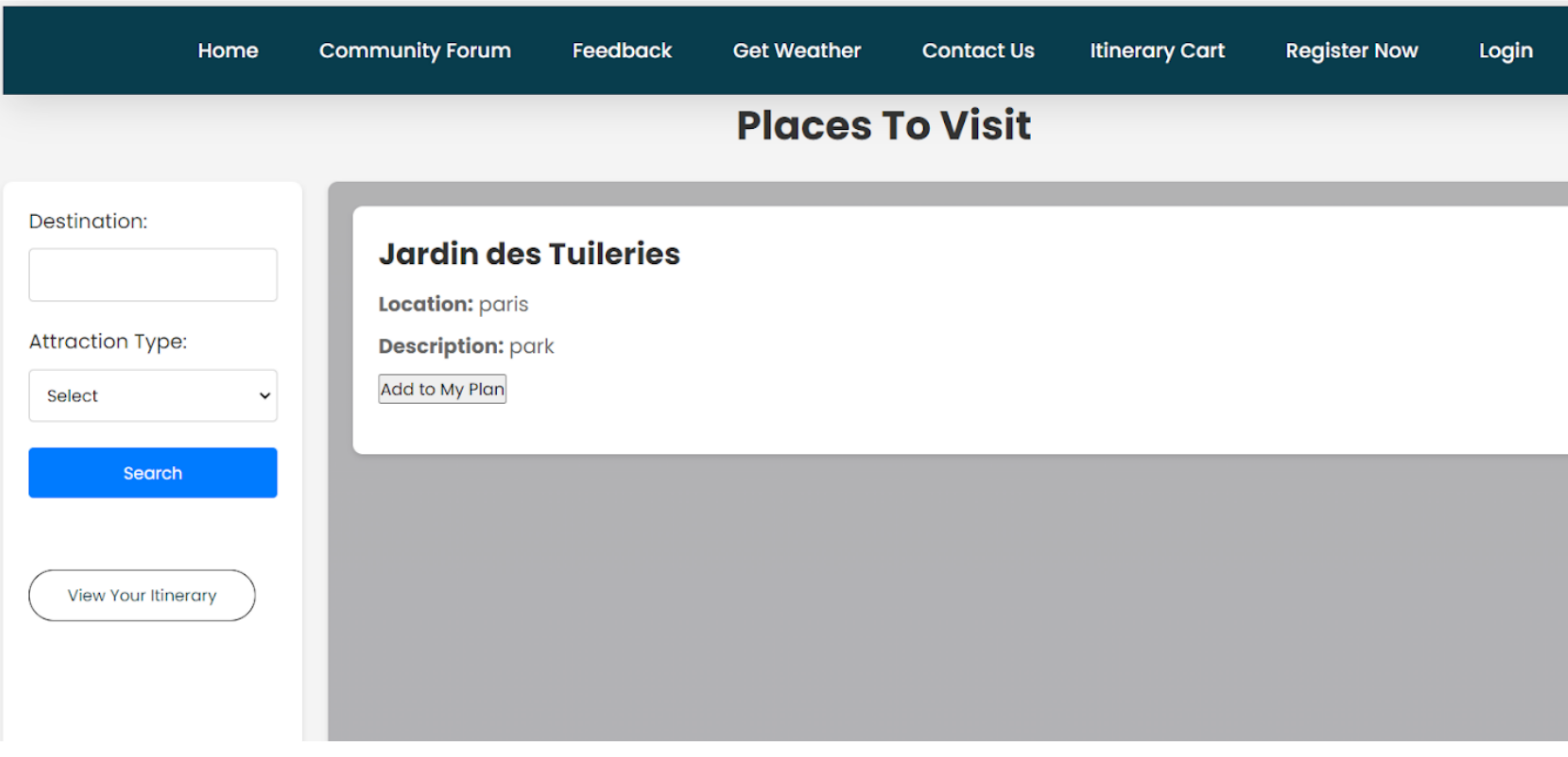 Home Community Forum Feedback Get Weather Contact Us Itinerary Cart Register Now Login
Places To Visit
Destination:
Attraction Type:
Select
Search
View Your Itinerary
Jardin des Tuileries
Location: paris
Description: park
Add to My Plan